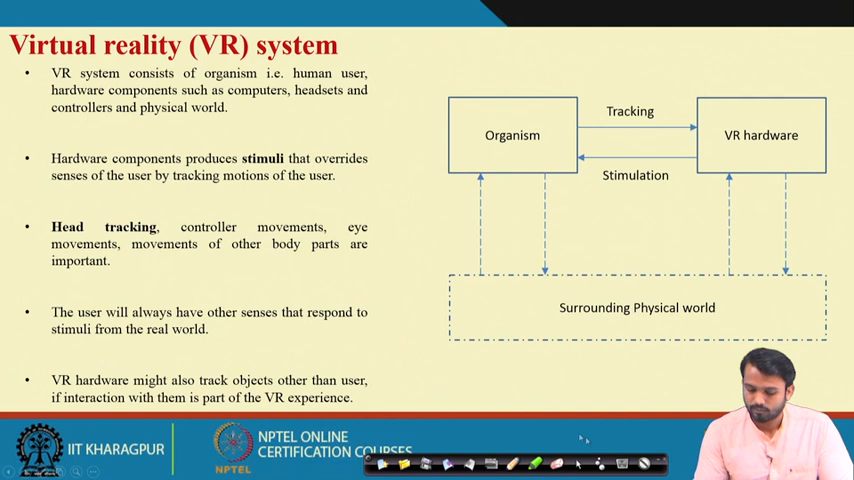 Virtual reality (VR) system
• VR system consists of organism i.e. human user,
hardware components such as computers, headsets and
controllers and physical world.
• Hardware components produces stimuli that overrides
senses of the user by tracking motions of the user.
• Head tracking, controller movements, eye
movements, movements of other body parts are
important.
• The user will always have other senses that respond to
stimuli from the real world.
• VR hardware might also track objects other than user,
if interaction with them is part of the VR experience.
Organism
Tracking
Stimulation
VR hardware
Surrounding Physical world
IIT KHARAGPUR
NPTEL
NPTEL ONLINE
CERTIFICATION COURSES